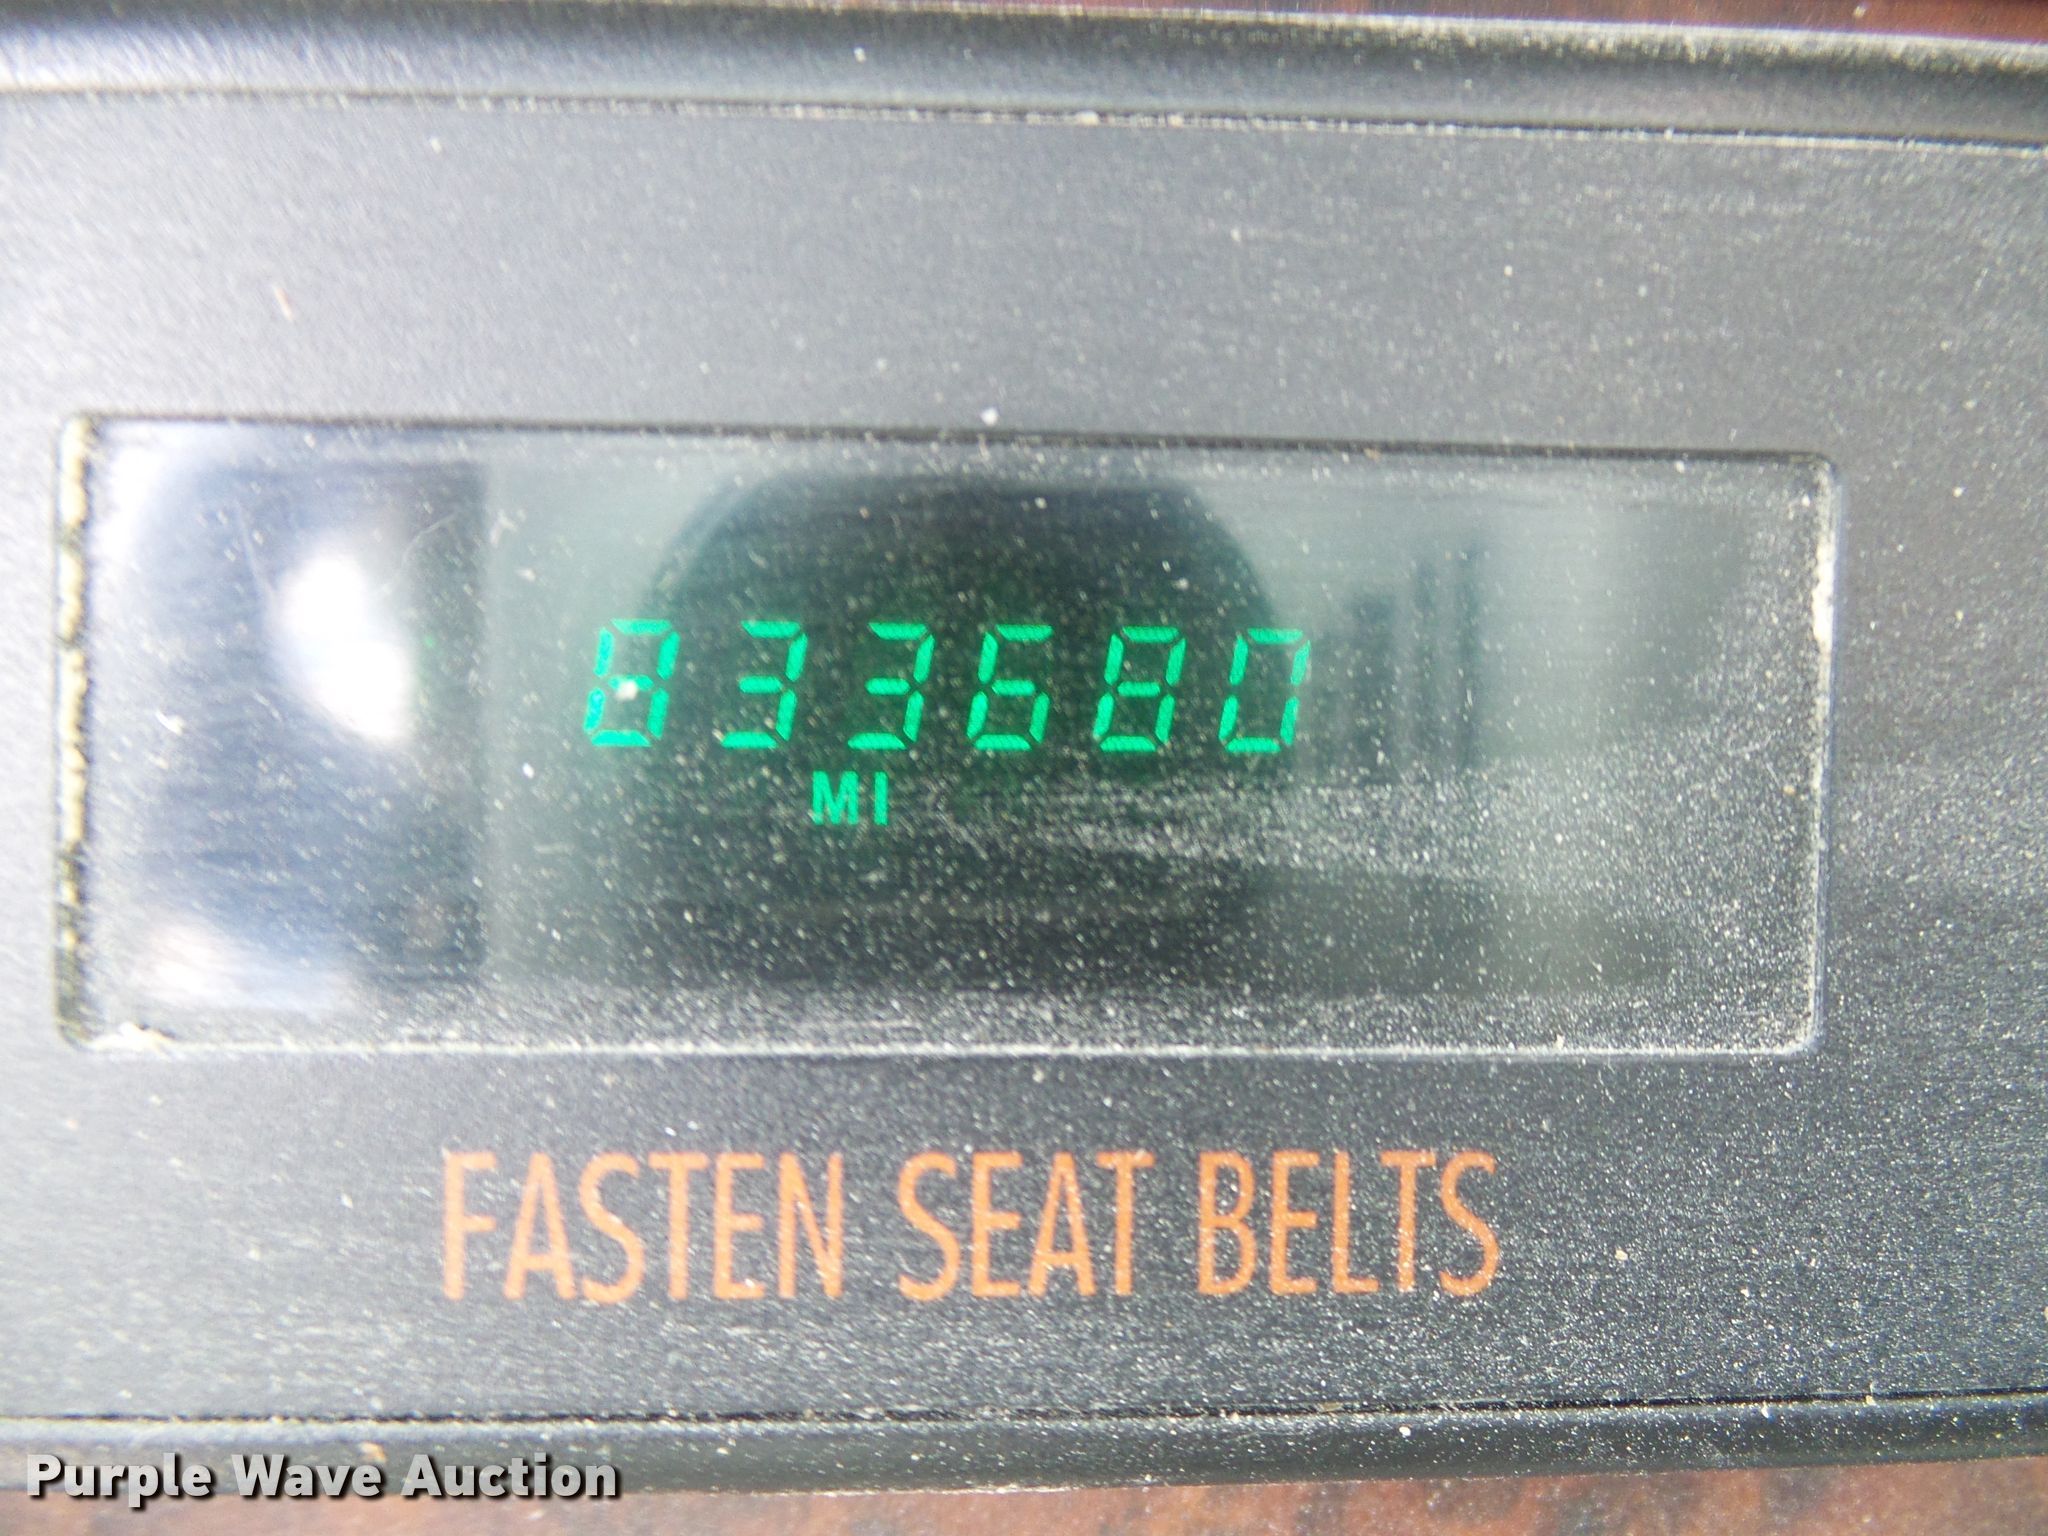 833680
MI
FASTEN SEAT BELTS
Purple Wave Auction